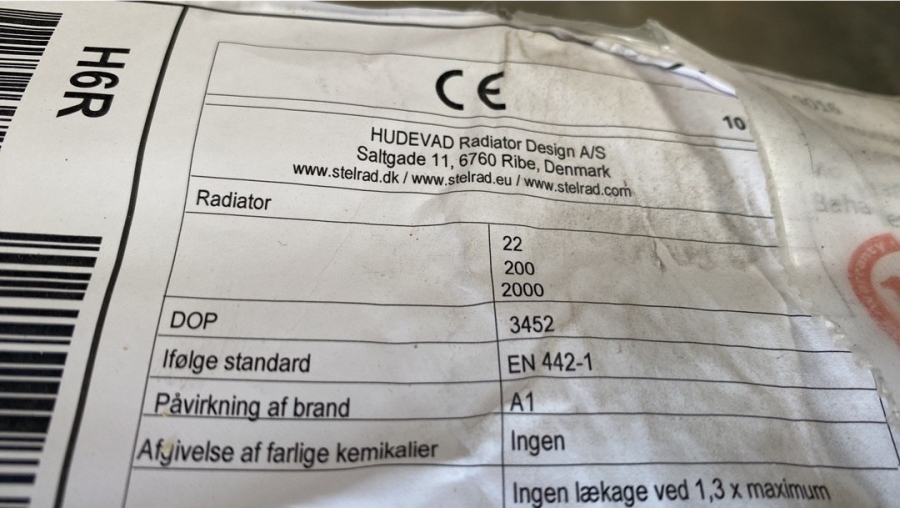 H6R
CE
10
HUDEVAD Radiator Design A/S
Saltgade 11, 6760 Ribe, Denmark
www.stelrad.dk / www.stelrad.eu / www.stelrad.com
Radiator
22
200
2000
DOP 3452
Ifølge standard EN 442-1
Påvirkning af brand A1
Afgivelse af farlige kemikalier Ingen
Ingen lækage ved 1,3 x maximum